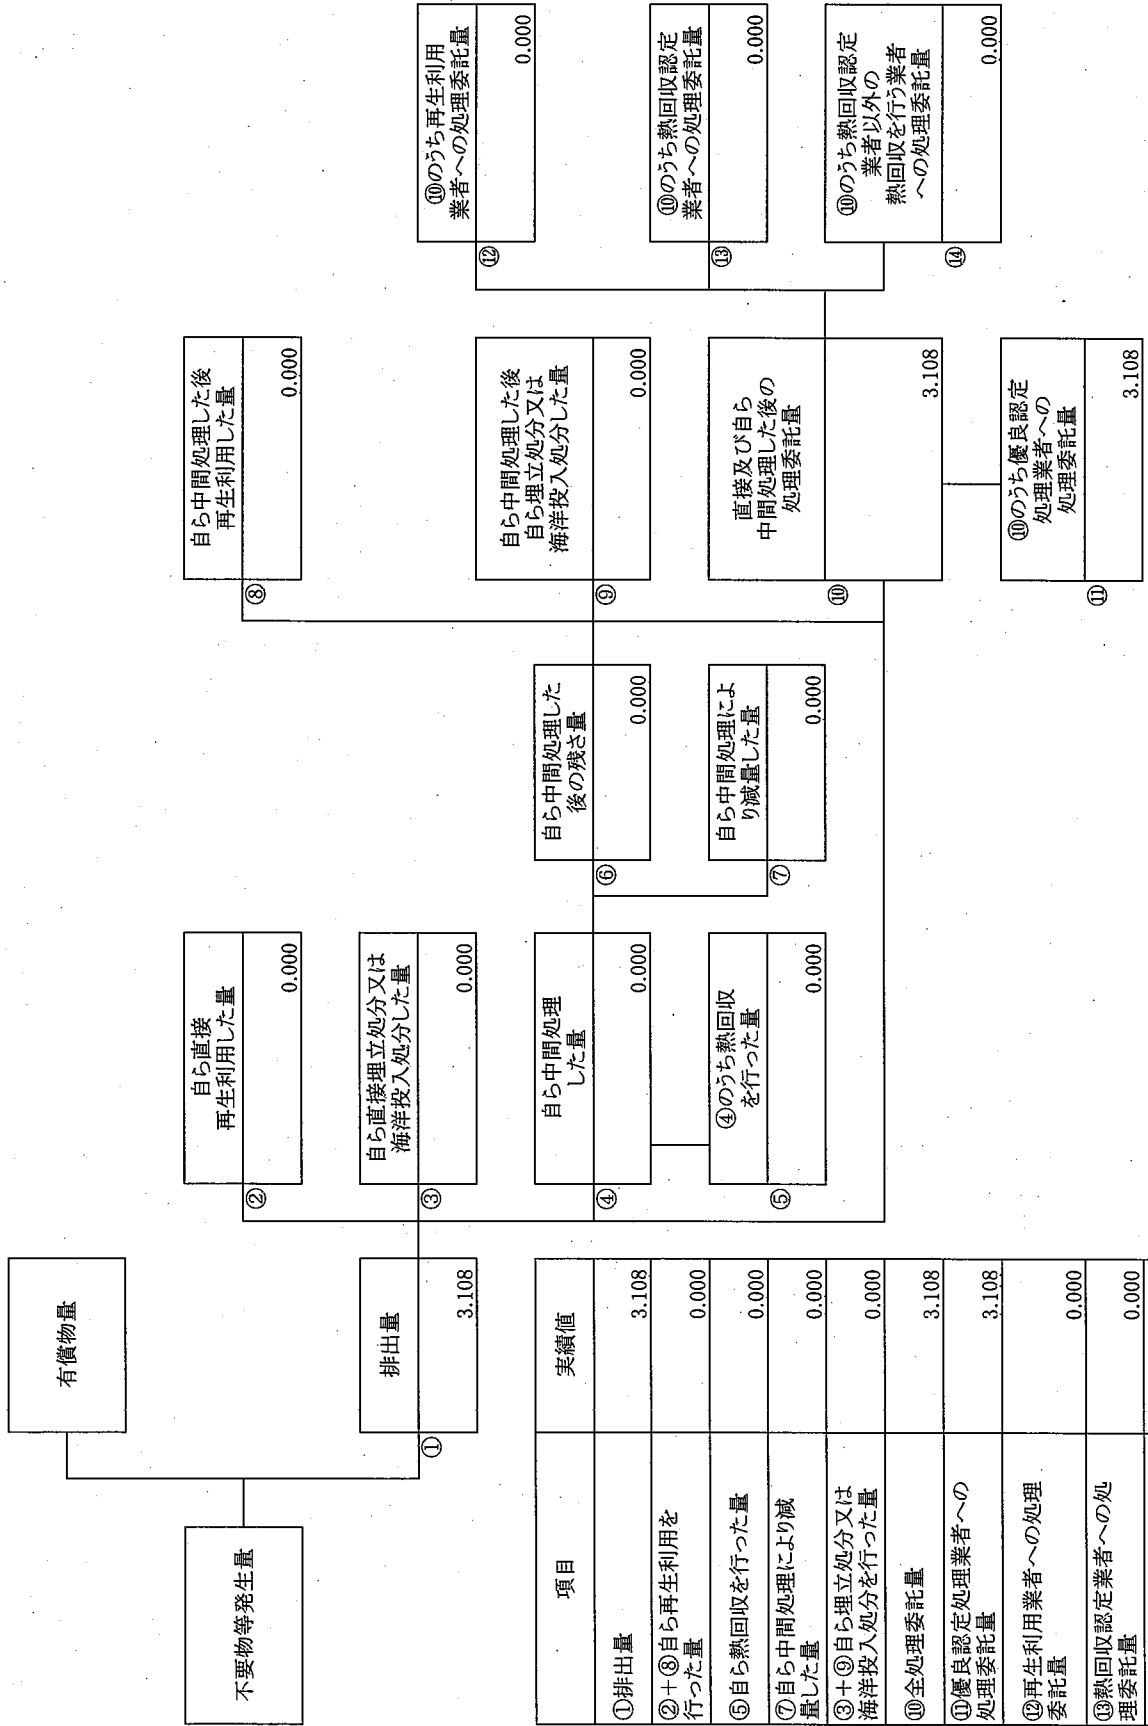 不要物等発生量
有償物量
排出量
①
3.108
自ら直接
再生利用した量
②
0.000
自ら直接埋立処分又は
海洋投入処分した量
③
0.000
自ら中間処理
した量
④
0.000
④のうち熱回収
を行った量
⑤
0.000
自ら中間処理した
後の残さ量
⑥
0.000
自ら中間処理によ
り減量した量
⑦
0.000
自ら中間処理した後
再生利用した量
⑧
0.000
自ら中間処理した後
自ら埋立処分又は
海洋投入処分した量
⑨
0.000
直接及び自ら
中間処理した後の
処理委託量
⑩
3.108
⑩のうち優良認定
処理業者への
処理委託量
⑪
3.108
⑩のうち再生利用
業者への処理委託量
⑫
0.000
⑩のうち熱回収認定
業者への処理委託量
⑬
0.000
⑩のうち熱回収認定
業者以外の
熱回収を行う業者
への処理委託量
⑭
0.000
項目 実績値
①排出量 3.108
②+⑧自ら再生利用を
行った量 0.000
⑤自ら熱回収を行った量 0.000
⑦自ら中間処理により減
量した量 0.000
③+⑨自ら埋立処分又は
海洋投入処分を行った量 0.000
⑩全処理委託量 3.108
⑪優良認定処理業者への
処理委託量 3.108
⑫再生利用業者への処理
委託量 0.000
⑬熱回収認定業者への処
理委託量 0.000